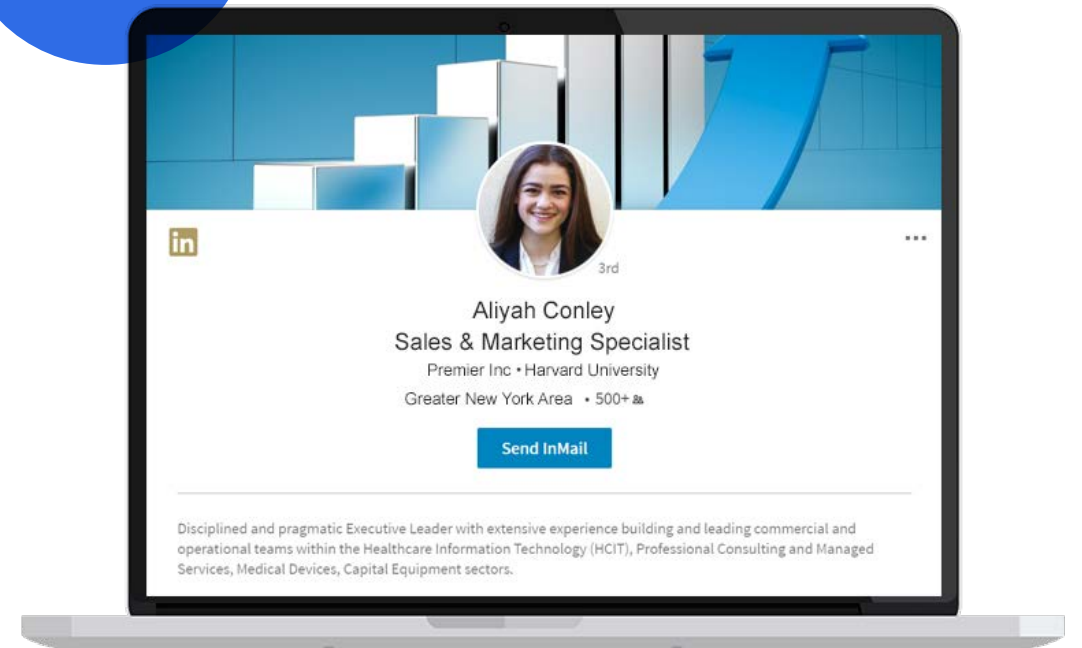 in
3rd
Aliyah Conley
Sales & Marketing Specialist
Premier Inc • Harvard University
Greater New York Area • 500+
Send InMail
Disciplined and pragmatic Executive Leader with extensive experience building and leading commercial and
operational teams within the Healthcare Information Technology (HCIT), Professional Consulting and Managed
Services, Medical Devices, Capital Equipment sectors.